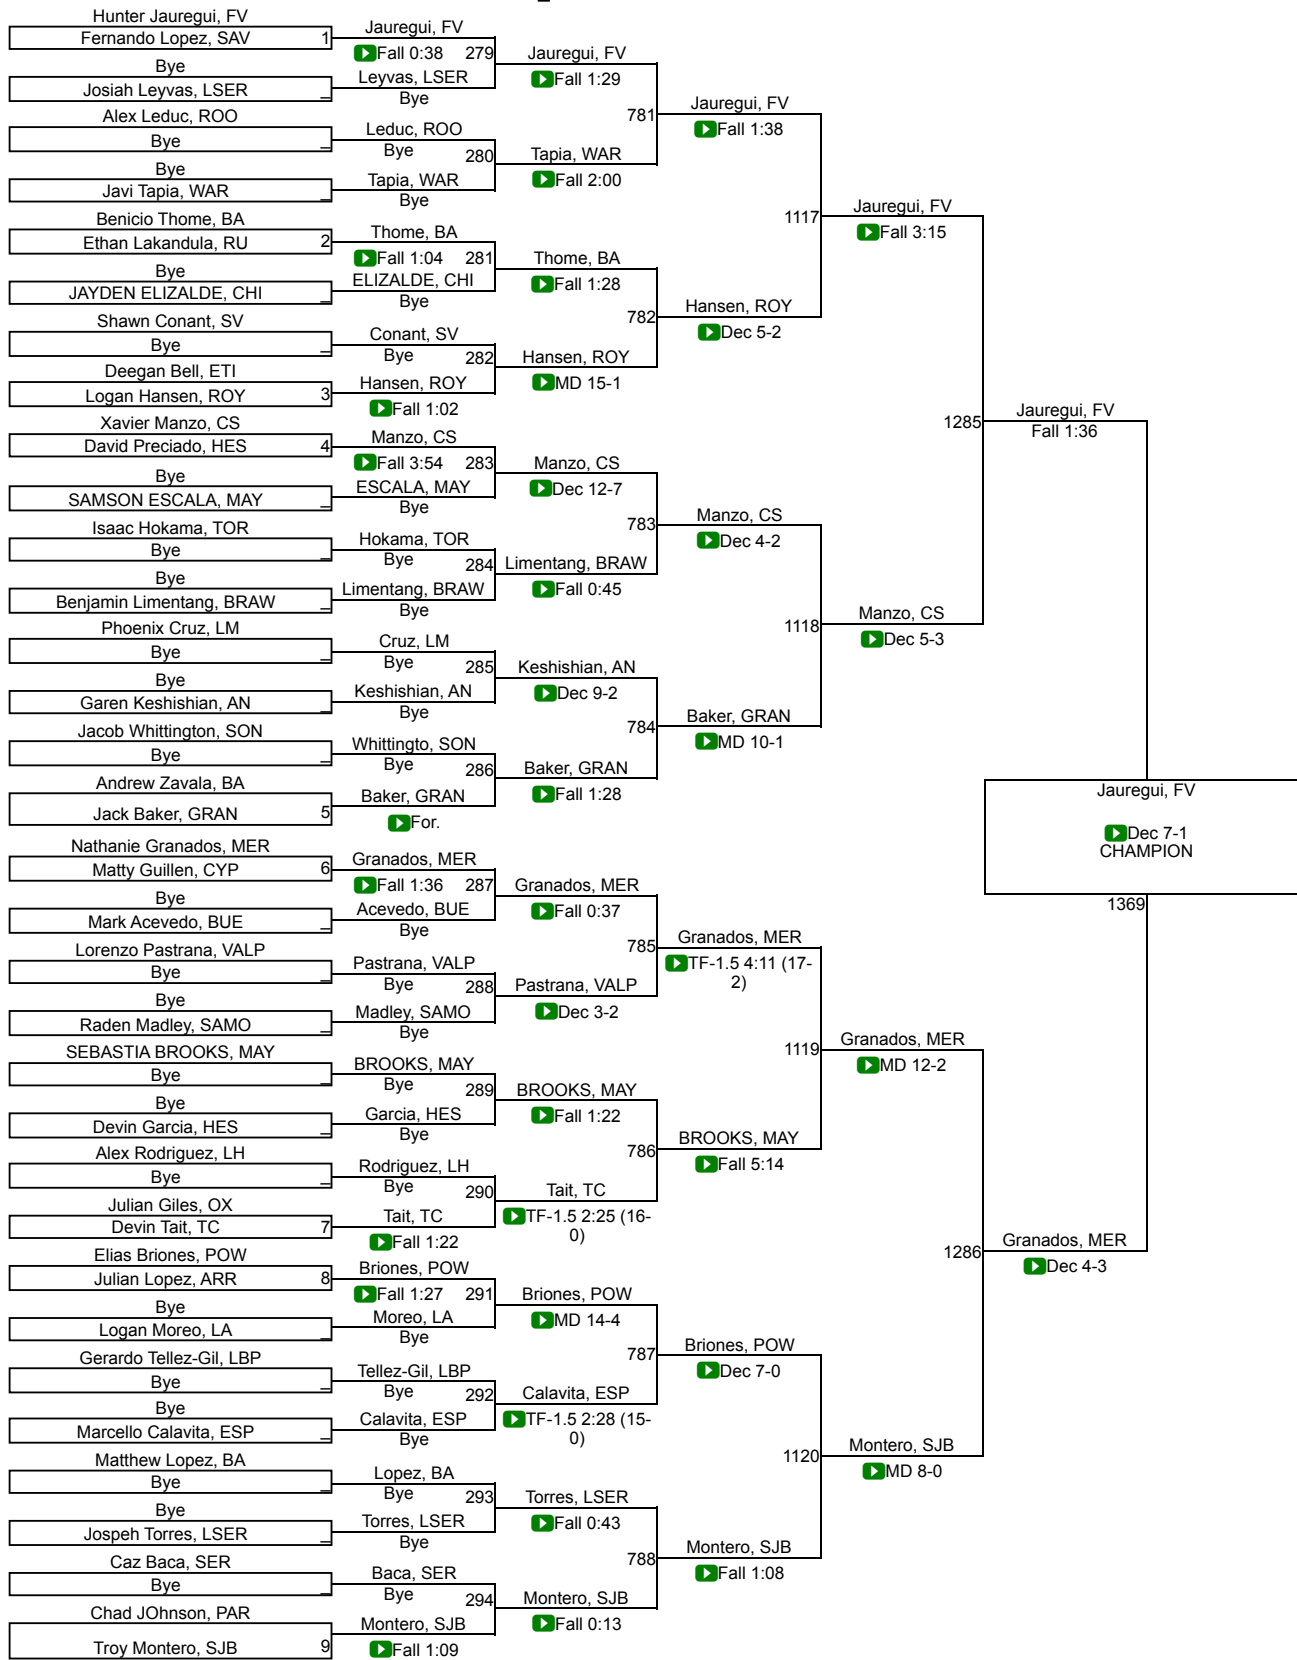 Hunter Jauregui, FV
Fernando Lopez, SAV 1
Bye
Josiah Leyvas, LSER _
Alex Leduc, ROO
Bye _
Bye
Javi Tapia, WAR _
Benicio Thome, BA
Ethan Lakandula, RU 2
Bye
JAYDEN ELIZALDE, CHI _
Shawn Conant, SV
Bye _
Deegan Bell, ETI
Logan Hansen, ROY 3
Xavier Manzo, CS
David Preciado, HES 4
Bye
SAMSON ESCALA, MAY _
Isaac Hokama, TOR
Bye _
Bye
Benjamin Limentang, BRAW _
Phoenix Cruz, LM
Bye _
Bye
Garen Keshishian, AN _
Jacob Whittington, SON
Bye _
Andrew Zavala, BA
Jack Baker, GRAN 5
Nathanie Granados, MER
Matty Guillen, CYP 6
Bye
Mark Acevedo, BUE _
Lorenzo Pastrana, VALP
Bye _
Bye
Raden Madley, SAMO _
SEBASTIA BROOKS, MAY
Bye _
Bye
Devin Garcia, HES _
Alex Rodriguez, LH
Bye _
Julian Giles, OX
Devin Tait, TC 7
Elias Briones, POW
Julian Lopez, ARR 8
Bye
Logan Moreo, LA _
Gerardo Tellez-Gil, LBP
Bye _
Bye
Marcello Calavita, ESP _
Matthew Lopez, BA
Bye _
Bye
Jospeh Torres, LSER _
Caz Baca, SER
Bye _
Chad JOhnson, PAR
Troy Montero, SJB 9
Jauregui, FV
Fall 0:38 279
Leyvas, LSER
Bye
Leduc, ROO
Bye 280
Tapia, WAR
Bye
Thome, BA
Fall 1:04 281
ELIZALDE, CHI
Bye
Conant, SV
Bye 282
Hansen, ROY
Fall 1:02
Manzo, CS
Fall 3:54 283
ESCALA, MAY
Bye
Hokama, TOR
Bye 284
Limentang, BRAW
Bye
Cruz, LM
Bye 285
Keshishian, AN
Bye
Whittingto, SON
Bye 286
Baker, GRAN
For.
Granados, MER
Fall 1:36 287
Acevedo, BUE
Bye
Pastrana, VALP
Bye 288
Madley, SAMO
Bye
BROOKS, MAY
Bye 289
Garcia, HES
Bye
Rodriguez, LH
Bye 290
Tait, TC
Fall 1:22
Briones, POW
Fall 1:27 291
Moreo, LA
Bye
Tellez-Gil, LBP
Bye 292
Calavita, ESP
Bye
Lopez, BA
Bye 293
Torres, LSER
Bye
Baca, SER
Bye 294
Montero, SJB
Fall 1:09
Jauregui, FV
Fall 1:29
781
Tapia, WAR
Fall 2:00
Thome, BA
Fall 1:28
782
Hansen, ROY
MD 15-1
Manzo, CS
Dec 12-7
783
Limentang, BRAW
Fall 0:45
Keshishian, AN
Dec 9-2
784
Baker, GRAN
Fall 1:28
Granados, MER
Fall 0:37
785
Pastrana, VALP
Dec 3-2
BROOKS, MAY
Fall 1:22
786
Tait, TC
TF-1.5 2:25 (16-
0)
Briones, POW
MD 14-4
787
Calavita, ESP
TF-1.5 2:28 (15-
0)
Torres, LSER
Fall 0:43
788
Montero, SJB
Fall 0:13
Jauregui, FV
Fall 1:38
1117
Hansen, ROY
Dec 5-2
Manzo, CS
Dec 4-2
1118
Baker, GRAN
MD 10-1
Granados, MER
TF-1.5 4:11 (17-
2)
1119
BROOKS, MAY
Fall 5:14
Briones, POW
Dec 7-0
1120
Montero, SJB
Fall 1:08
Jauregui, FV
Fall 3:15
1285
Manzo, CS
Dec 5-3
Granados, MER
MD 12-2
1286
Montero, SJB
MD 8-0
Jauregui, FV
Fall 1:36
Granados, MER
Dec 4-3
Jauregui, FV
Dec 7-1
CHAMPION
1369